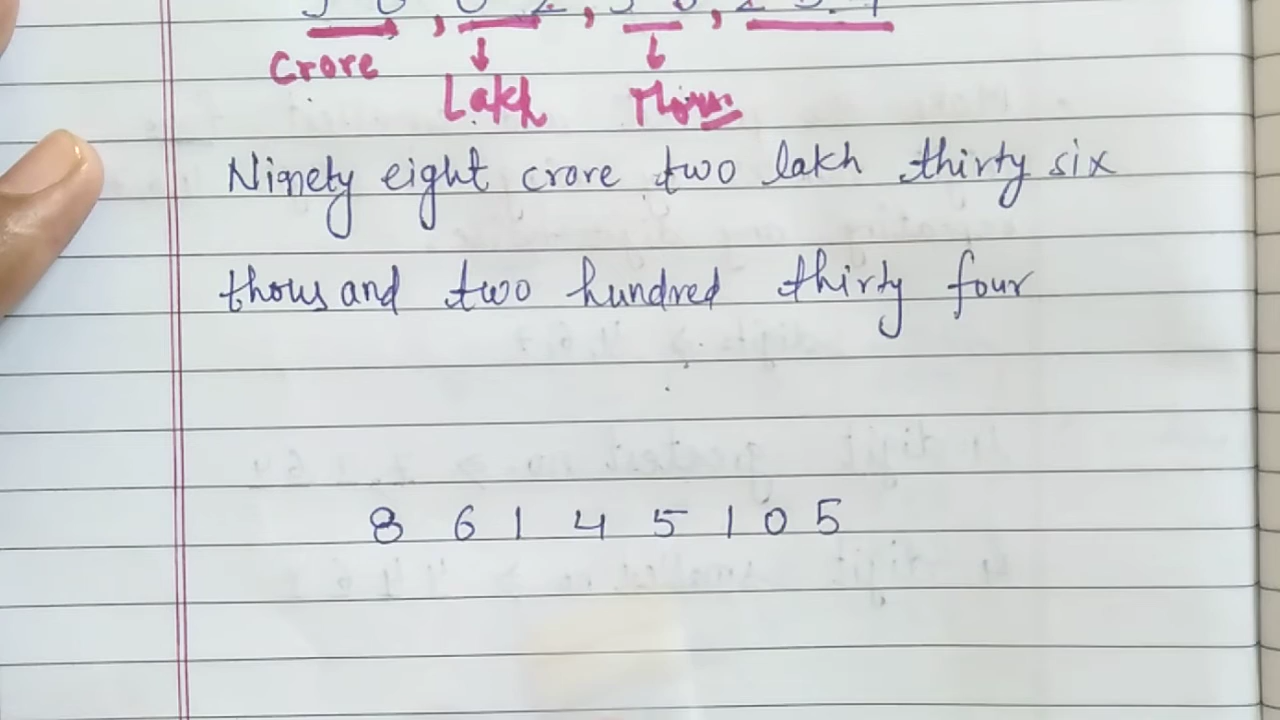 Crore
Lakh
Ninety eight crore two lakh thirty six
thousand two hundred thirty four
8 6 1 4 5 1 0 5